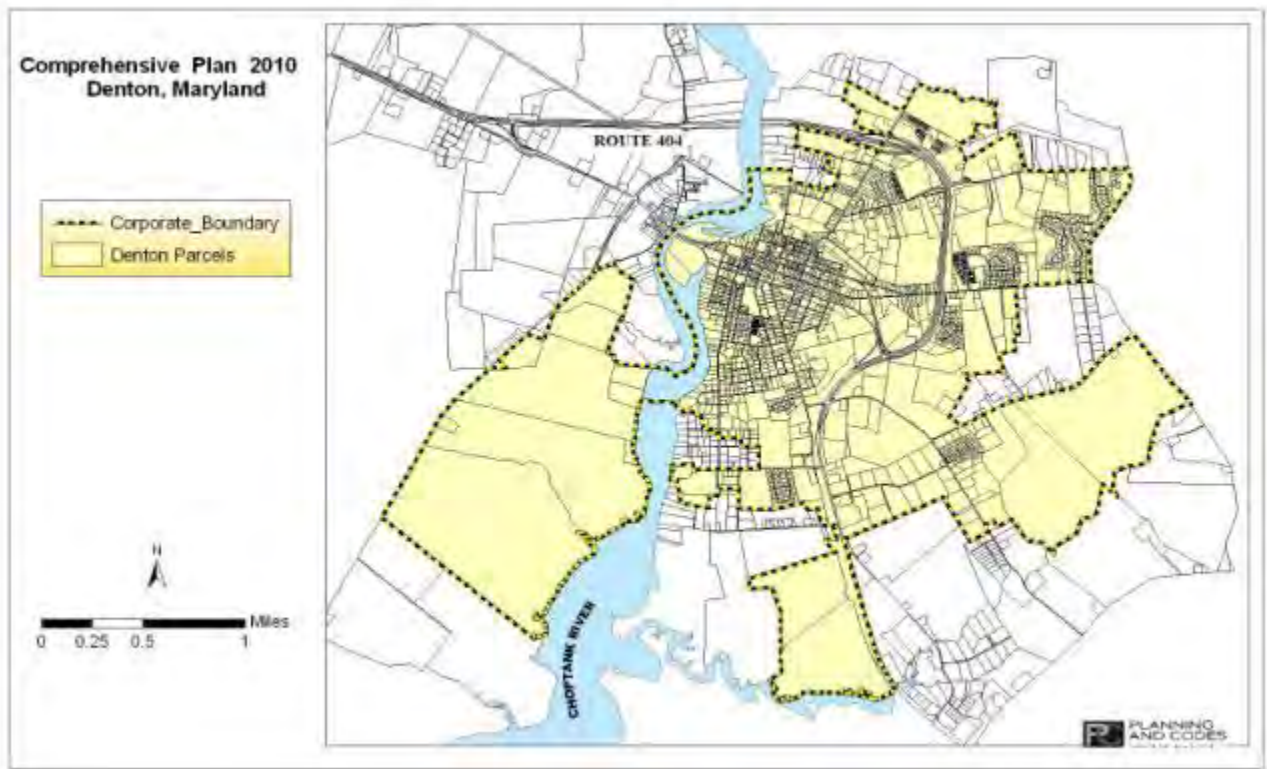 Comprehensive Plan 2010
Denton, Maryland
Corporate_Boundary
Denton Parcels
N
Miles
0 0.25 0.5 1
ROUTE 404
CHOPTANK RIVER
PLANNING
AND CODES